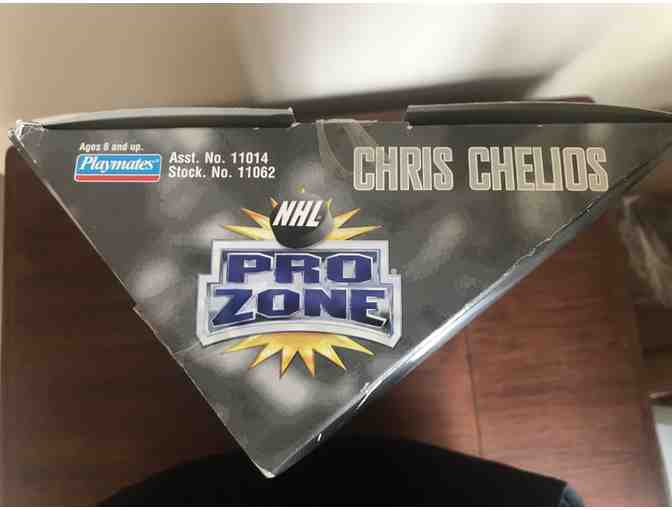 Ages 8 and up.
Playmates
Asst. No. 11014
Stock. No. 11062
CHRIS CHELIOS
NHL
PRO
ZONE